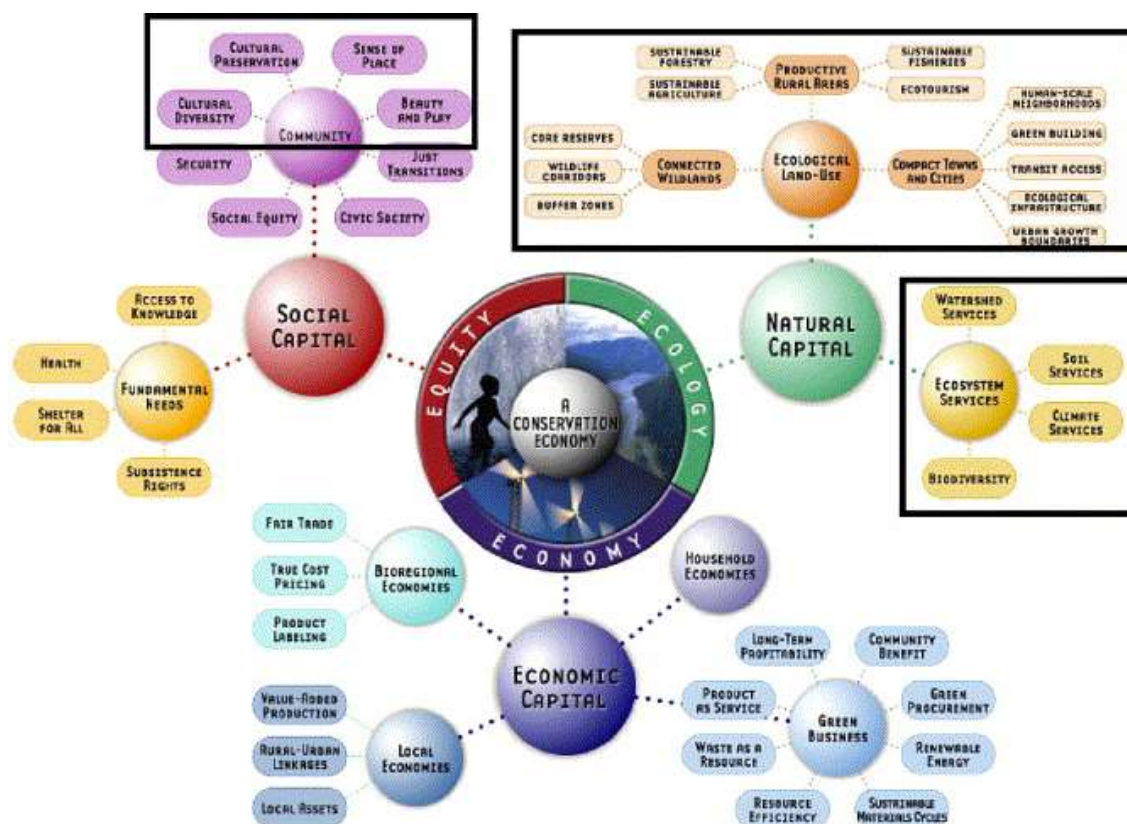 CULTURAL
PRESERVATION
SENSE OF
PLACE
CULTURAL
DIVERSITY
BEAUTY
AND PLAY
COMMUNITY
SECURITY
JUST
TRANSITIONS
SOCIAL EQUITY
CIVIC SOCIETY
SUSTAINABLE
FORESTRY
SUSTAINABLE
AGRICULTURE
PRODUCTIVE
RURAL AREAS
SUSTAINABLE
FISHERIES
ECOTOURISM
CORE RESERVES
WILDLIFE
CORRIDORS
BUFFER ZONES
CONNECTED
WILDLANDS
ECOLOGICAL
LAND-USE
COMPACT TOWNS
AND CITIES
HUMAN-SCALE
NEIGHBORHOODS
GREEN BUILDING
TRANSIT ACCESS
ECOLOGICAL
INFRASTRUCTURE
URBAN GROWTH
BOUNDARIES
SOCIAL
CAPITAL
ACCESS TO
KNOWLEDGE
HEALTH
SHELTER
FOR ALL
SUBSISTENCE
RIGHTS
FUNDAMENTAL
NEEDS
EQUITY
ECOLOGY
ECONOMY
A
CONSERVATION
ECONOMY
NATURAL
CAPITAL
WATERSHED
SERVICES
SOIL
SERVICES
ECOSYSTEM
SERVICES
CLIMATE
SERVICES
BIODIVERSITY
FAIR TRADE
TRUE COST
PRICING
PRODUCT
LABELING
BIOREGIONAL
ECONOMIES
HOUSEHOLD
ECONOMIES
ECONOMIC
CAPITAL
VALUE-ADDED
PRODUCTION
RURAL-URBAN
LINKAGES
LOCAL ASSETS
LOCAL
ECONOMIES
LONG-TERM
PROFITABILITY
COMMUNITY
BENEFIT
PRODUCT
AS SERVICE
GREEN
PROCUREMENT
GREEN
BUSINESS
WASTE AS A
RESOURCE
RENEWABLE
ENERGY
RESOURCE
EFFICIENCY
SUSTAINABLE
MATERIALS CYCLES